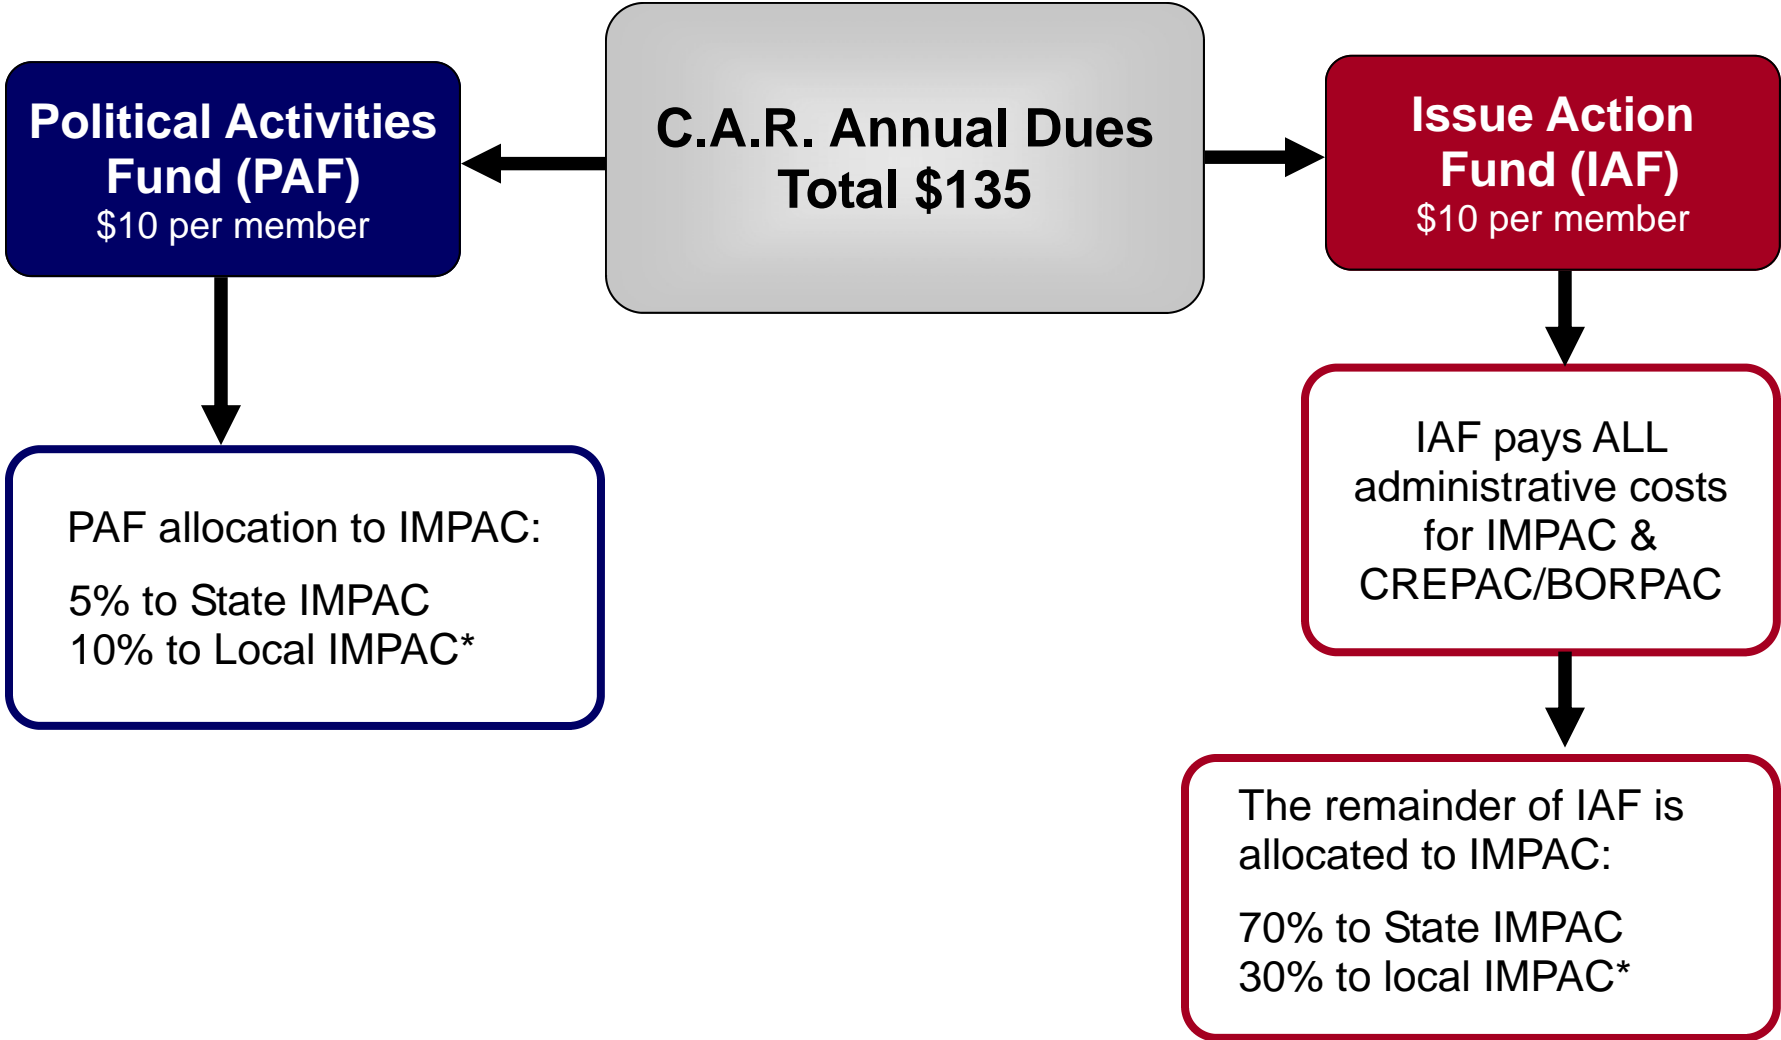 Political Activities
Fund (PAF)
$10 per member
C.A.R. Annual Dues
Total $135
Issue Action
Fund (IAF)
$10 per member
PAF allocation to IMPAC:
5% to State IMPAC
10% to Local IMPAC*
IAF pays ALL
administrative costs
for IMPAC &
CREPAC/BORPAC
The remainder of IAF is
allocated to IMPAC:
70% to State IMPAC
30% to local IMPAC*